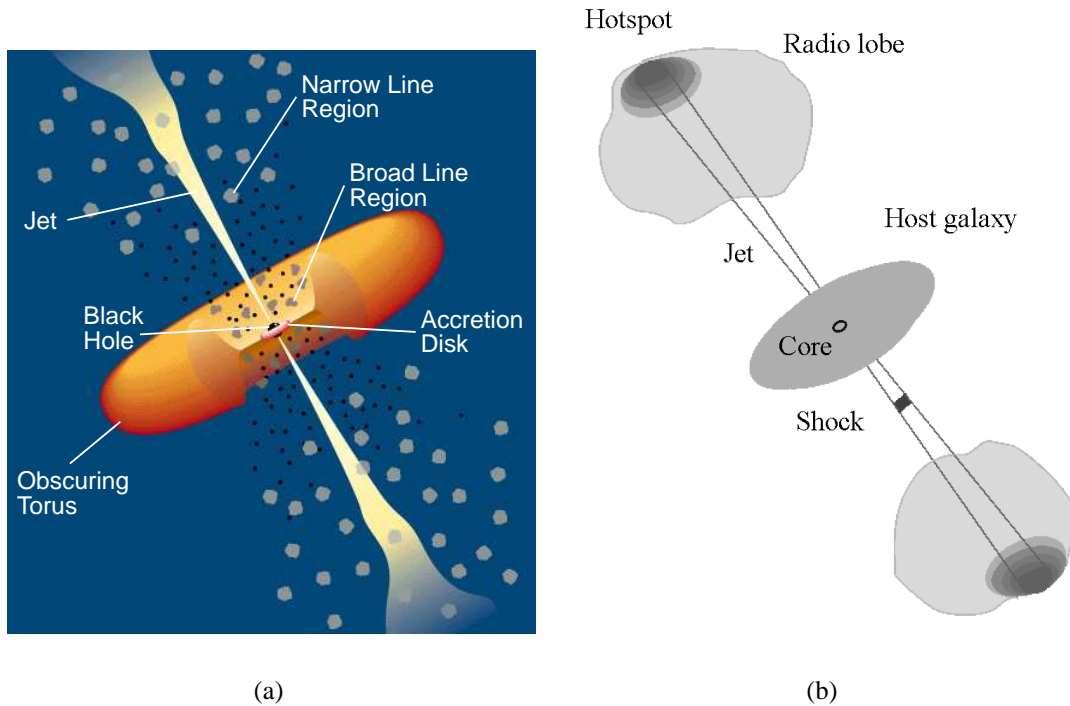 Narrow Line
Region
Broad Line
Region
Jet
Black
Hole
Accretion
Disk
Obscuring
Torus
(a)
Hotspot
Radio lobe
Host galaxy
Jet
Core
Shock
(b)